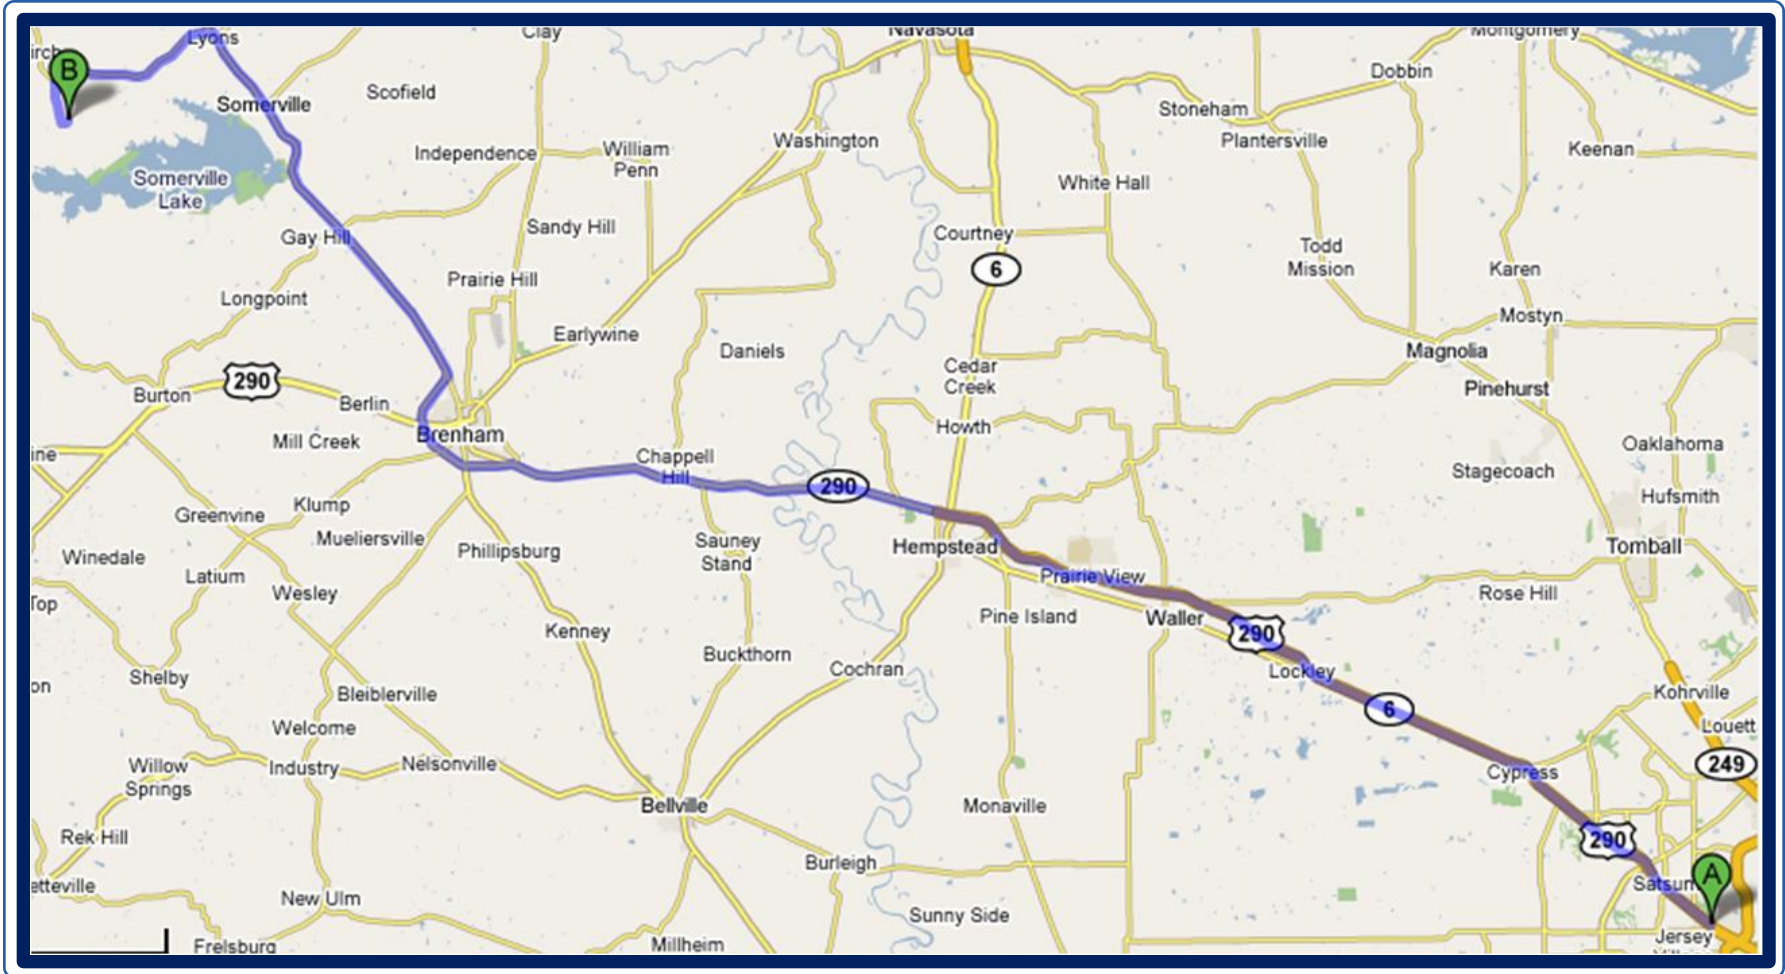 Lyons
Clay
Navasota
Montgomery
B
Dobbin
Scofield
Somerville
Stoneham
Plantersville
Washington
Keenan
Independence
William
Penn
White Hall
Somerville
Lake
Sandy Hill
Courtney
Gay Hill
Todd
Mission
6
Karen
Prairie Hill
Longpoint
Mostyn
Earlywine
Daniels
Magnolia
Cedar
Creek
290
Pinehurst
Burton
Berlin
Howth
Brenham
Mill Creek
Oaklahoma
ine
Chappell
Hill
Stagecoach
290
Hufsmith
Klump
Greenvine
Mueliersville
Sauney
Stand
Hempstead
Tomball
Phillipsburg
Winedale
Latium
Prairie View
Wesley
Rose Hill
Top
Pine Island
Waller
Kenney
290
Buckthorn
Cochran
Lockley
Shelby
on
Bleiblerville
Kohrville
6
Louett
Welcome
Willow
Springs
Industry
Nelsonville
249
Cypress
Bellville
Monaville
Rek Hill
290
Burleigh
A
etteville
Satsum
New Ulm
Sunny Side
Jersey
Frelsburg
Millheim